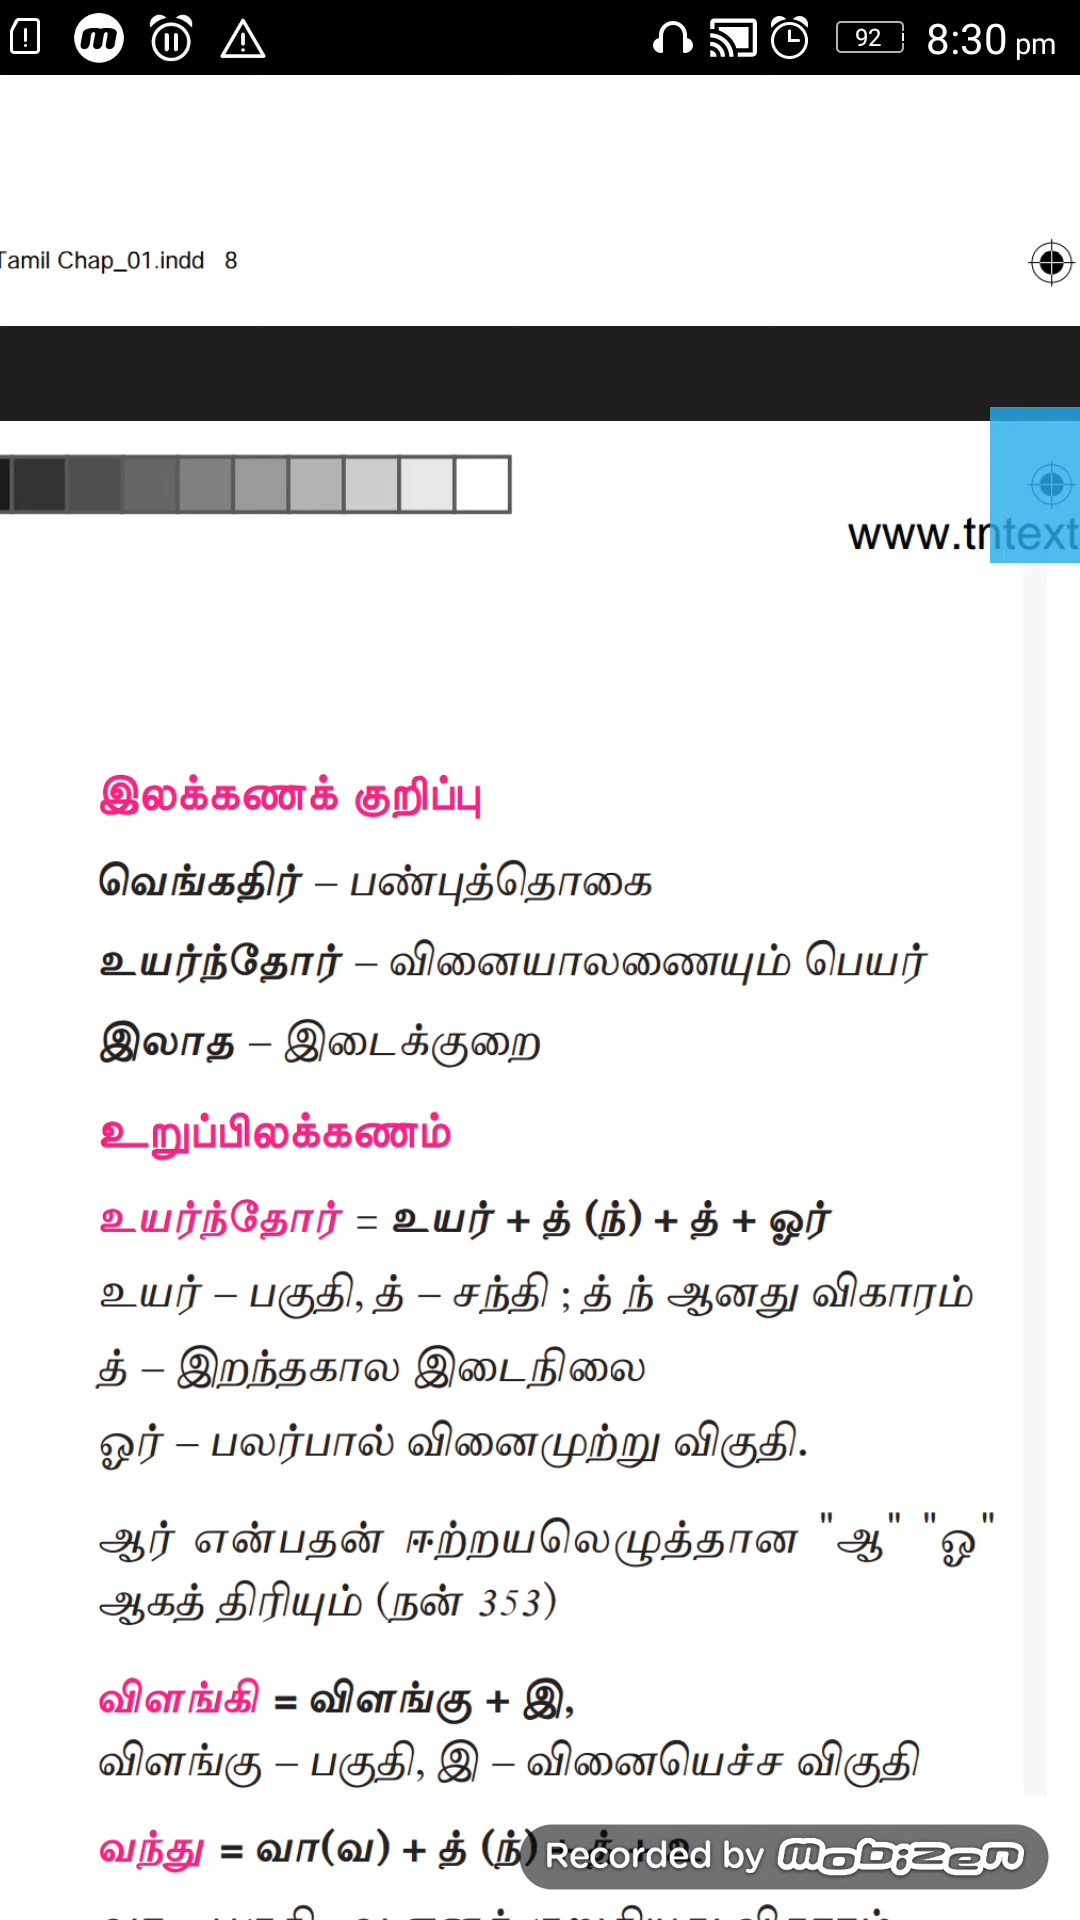 92 8:30 pm
Tamil Chap_01.indd 8
www.tntext
இலக்கணக் குறிப்பு
வெங்கதிர் – பண்புத்தொகை
உயர்ந்தோர் – வினையாலணையும் பெயர்
இலாத – இடைக்குறை
உறுப்பிலக்கணம்
உயர்ந்தோர் = உயர் + த் (ந்) + த் + ஓர்
உயர் – பகுதி, த் – சந்தி ; த் ந் ஆனது விகாரம்
த் – இறந்தகால இடைநிலை
ஓர் – பலர்பால் வினைமுற்று விகுதி.
ஆர் என்பதன் ஈற்றயலெழுத்தான "ஆ" "ஓ"
ஆகத் திரியும் (நன் 353)
விளங்கி = விளங்கு + இ,
விளங்கு – பகுதி, இ – வினையெச்ச விகுதி
வந்து = வா(வ) + த் (ந்)
Recorded by mobizen